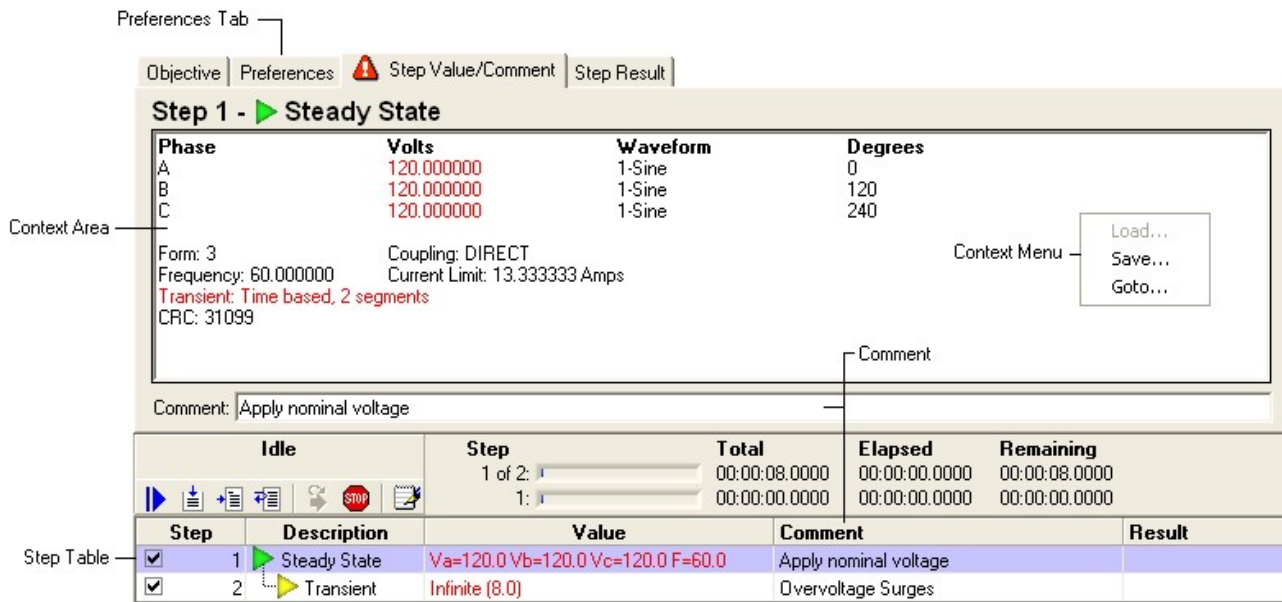 Preferences Tab
Objective Preferences Step Value/Comment Step Result
Step 1 - Steady State
Phase Volts Waveform Degrees
A 120.000000 1-Sine 0
B 120.000000 1-Sine 120
C 120.000000 1-Sine 240
Context Area
Form: 3 Coupling: DIRECT
Frequency: 60.000000 Current Limit: 13.333333 Amps
Transient: Time based, 2 segments
CRC: 31099
Context Menu
Load...
Save...
Goto...
Comment
Comment: Apply nominal voltage
Idle Step Total Elapsed Remaining
1 of 2: 00:00:08.0000 00:00:00.0000 00:00:08.0000
STOP 1: 00:00:00.0000 00:00:00.0000 00:00:00.0000
Step Description Value Comment Result
Step Table 1 Steady State Va=120.0 Vb=120.0 Vc=120.0 F=60.0 Apply nominal voltage
2 Transient Infinite (8.0) Overvoltage Surges